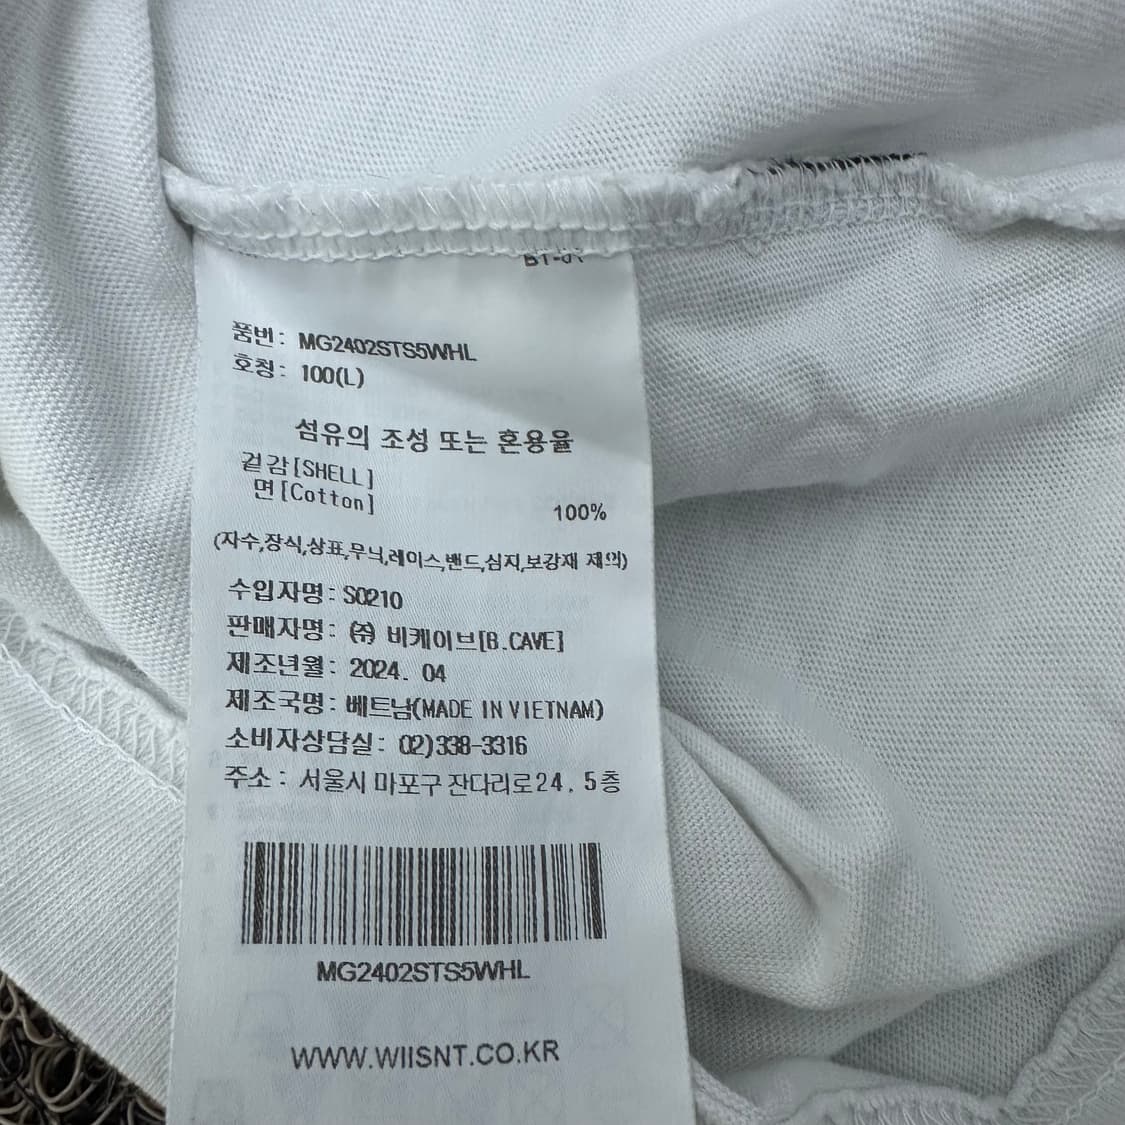 품번: MG2402STS5WHL
호칭: 100(L)
섬유의 조성 또는 혼용율
겉감[SHELL]
면[Cotton] 100%
(자수,장식,상표,무늬,레이스,밴드,심지,보강재 제외)
수입자명: S0210
판매자명: ㈜ 비케이브[B.CAVE]
제조년월: 2024. 04
제조국명: 베트남(MADE IN VIETNAM)
소비자상담실: 02)338-3316
주소: 서울시 마포구 잔다리로24, 5층
MG2402STS5WHL
WWW.WIISNT.CO.KR